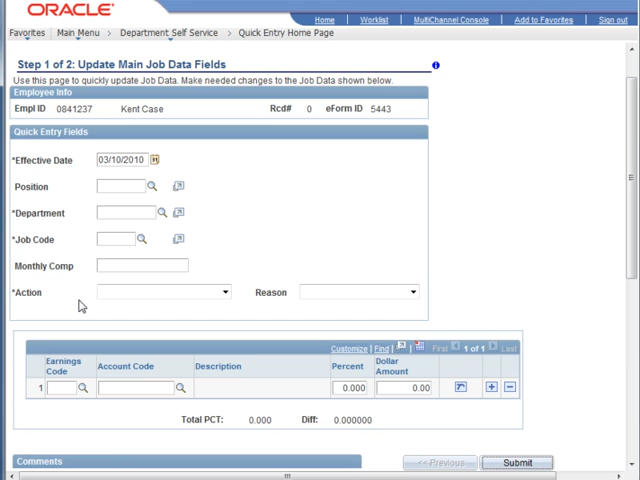 ORACLE
Home Worklist MultiChannel Console Add to Favorites Sign out
Favorites Main Menu > Department Self Service > Quick Entry Home Page
Step 1 of 2: Update Main Job Data Fields
Use this page to quickly update Job Data. Make needed changes to the Job Data shown below.
Employee Info
Empl ID 0841237 Kent Case Rcd# 0 eForm ID 5443
Quick Entry Fields
*Effective Date 03/10/2010
Position
*Department
*Job Code
Monthly Comp
*Action Reason
Customize | Find | First 1 of 1 Last
Earnings Code Account Code Description Percent Dollar Amount
1 0.000 0.00
Total PCT: 0.000 Diff: 0.000000
Comments
<< Previous Submit